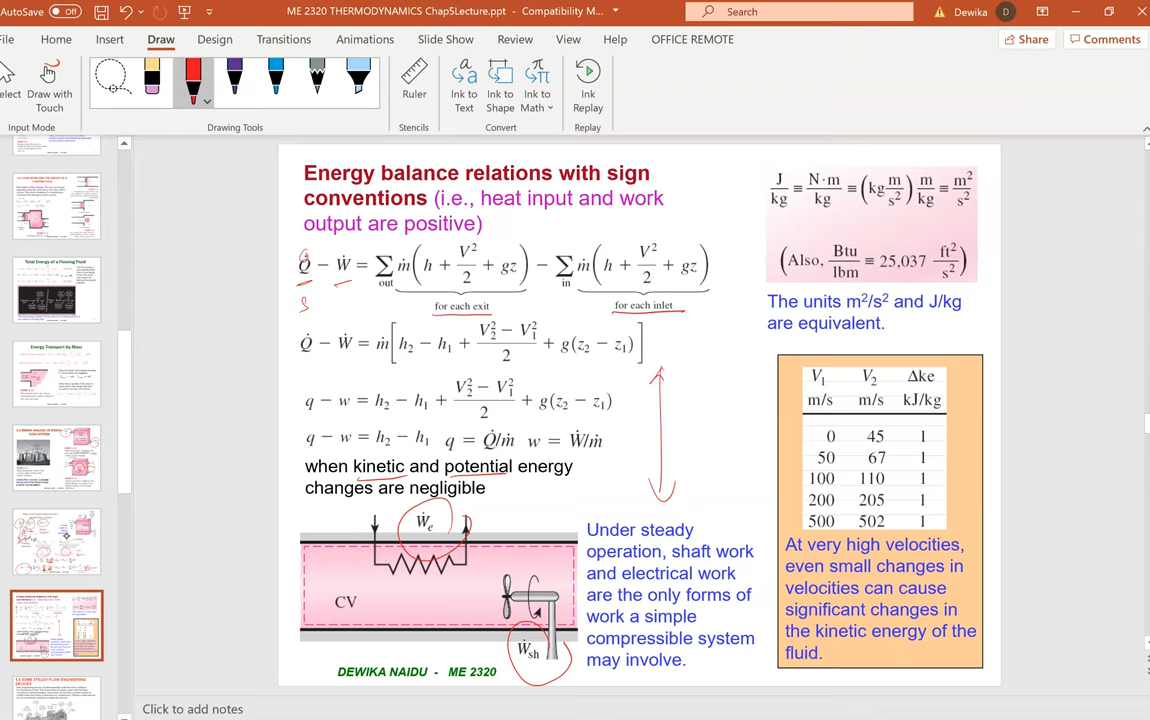 AutoSave Off
ME 2320 THERMODYNAMICS Chap5Lecture.ppt - Compatibility M...
Search
Dewika D
File Home Insert Draw Design Transitions Animations Slide Show Review View Help OFFICE REMOTE
Share Comments
Select
Draw with Touch
Ruler
Ink to Text
Ink to Shape
Ink to Math
Ink Replay
Input Mode Drawing Tools Stencils Convert Replay
Energy balance relations with sign
conventions (i.e., heat input and work
output are positive)
Q̇ − Ẇ = ∑out ṁ(h + V²/2 + gz) − ∑in ṁ(h + V²/2 + gz)
for each exit for each inlet
Q̇ − Ẇ = ṁ[h₂ − h₁ + (V₂² − V₁²)/2 + g(z₂ − z₁)]
q − w = h₂ − h₁ + (V₂² − V₁²)/2 + g(z₂ − z₁)
q − w = h₂ − h₁ q = Q̇/ṁ w = Ẇ/ṁ
when kinetic and potential energy
changes are negligible
Ẇe
CV
Ẇsh
Under steady
operation, shaft work
and electrical work
are the only forms of
work a simple
compressible system
may involve.
DEWIKA NAIDU - ME 2320
J/kg ≡ N·m/kg ≡ (kg m/s²) m/kg ≡ m²/s²
(Also, Btu/lbm ≡ 25,037 ft²/s²)
The units m²/s² and J/kg
are equivalent.
V₁ V₂ Δke
m/s m/s kJ/kg
0 45 1
50 67 1
100 110 1
200 205 1
500 502 1
At very high velocities,
even small changes in
velocities can cause
significant changes in
the kinetic energy of the
fluid.
Total Energy of a Flowing Fluid
Energy Transport by Mass
Click to add notes